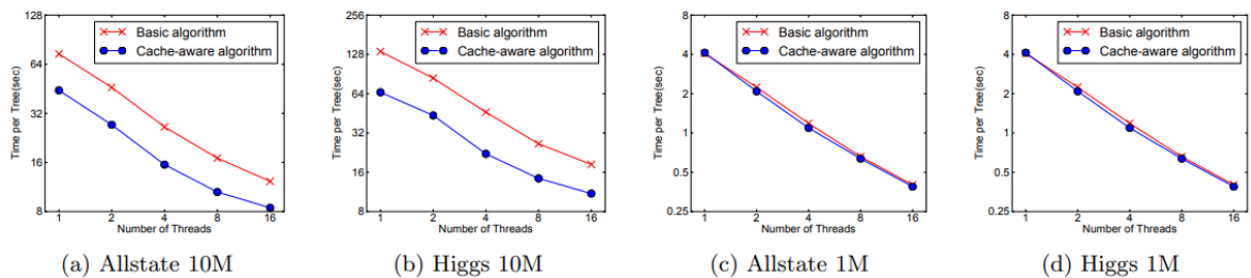 128
64
32
16
8
Time per Tree(sec)
Basic algorithm
Cache-aware algorithm
1 2 4 8 16
Number of Threads
(a) Allstate 10M
256
128
64
32
16
8
Time per Tree(sec)
Basic algorithm
Cache-aware algorithm
1 2 4 8 16
Number of Threads
(b) Higgs 10M
8
4
2
1
0.5
0.25
Time per Tree(sec)
Basic algorithm
Cache-aware algorithm
1 2 4 8 16
Number of Threads
(c) Allstate 1M
8
4
2
1
0.5
0.25
Time per Tree(sec)
Basic algorithm
Cache-aware algorithm
1 2 4 8 16
Number of Threads
(d) Higgs 1M